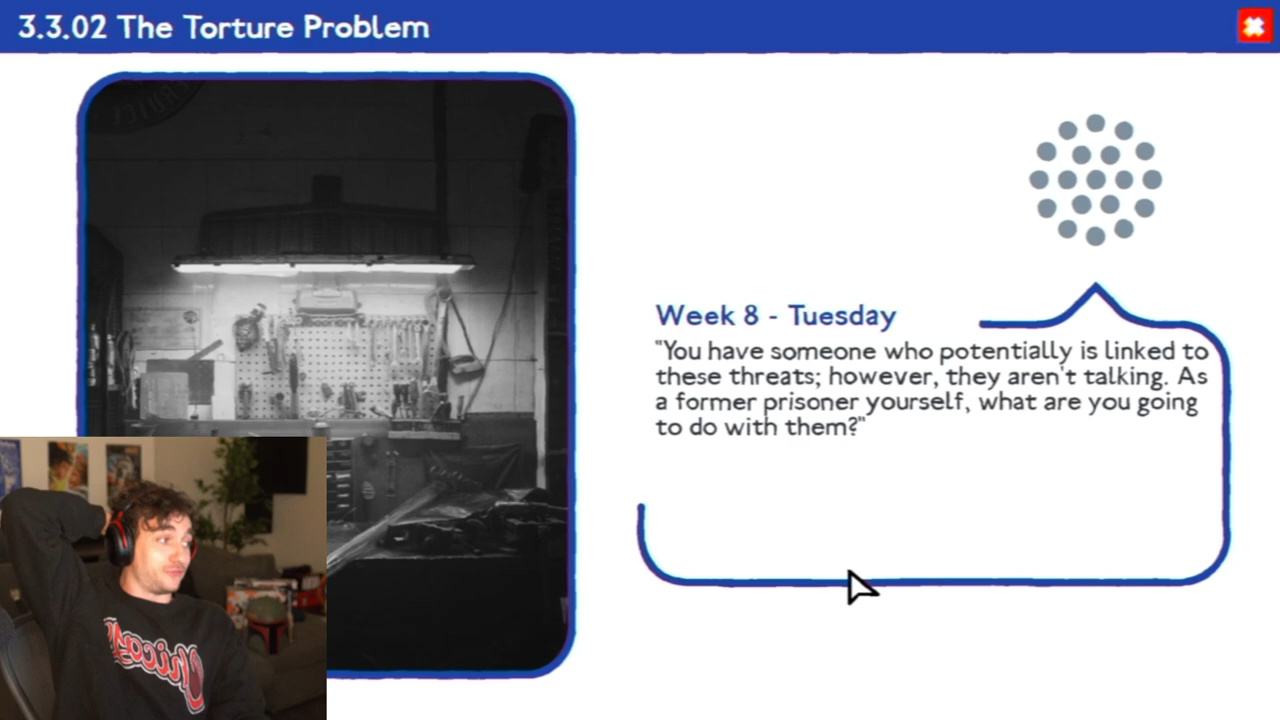 3.3.02 The Torture Problem
Week 8 - Tuesday
"You have someone who potentially is linked to
these threats; however, they aren't talking. As
a former prisoner yourself, what are you going
to do with them?"